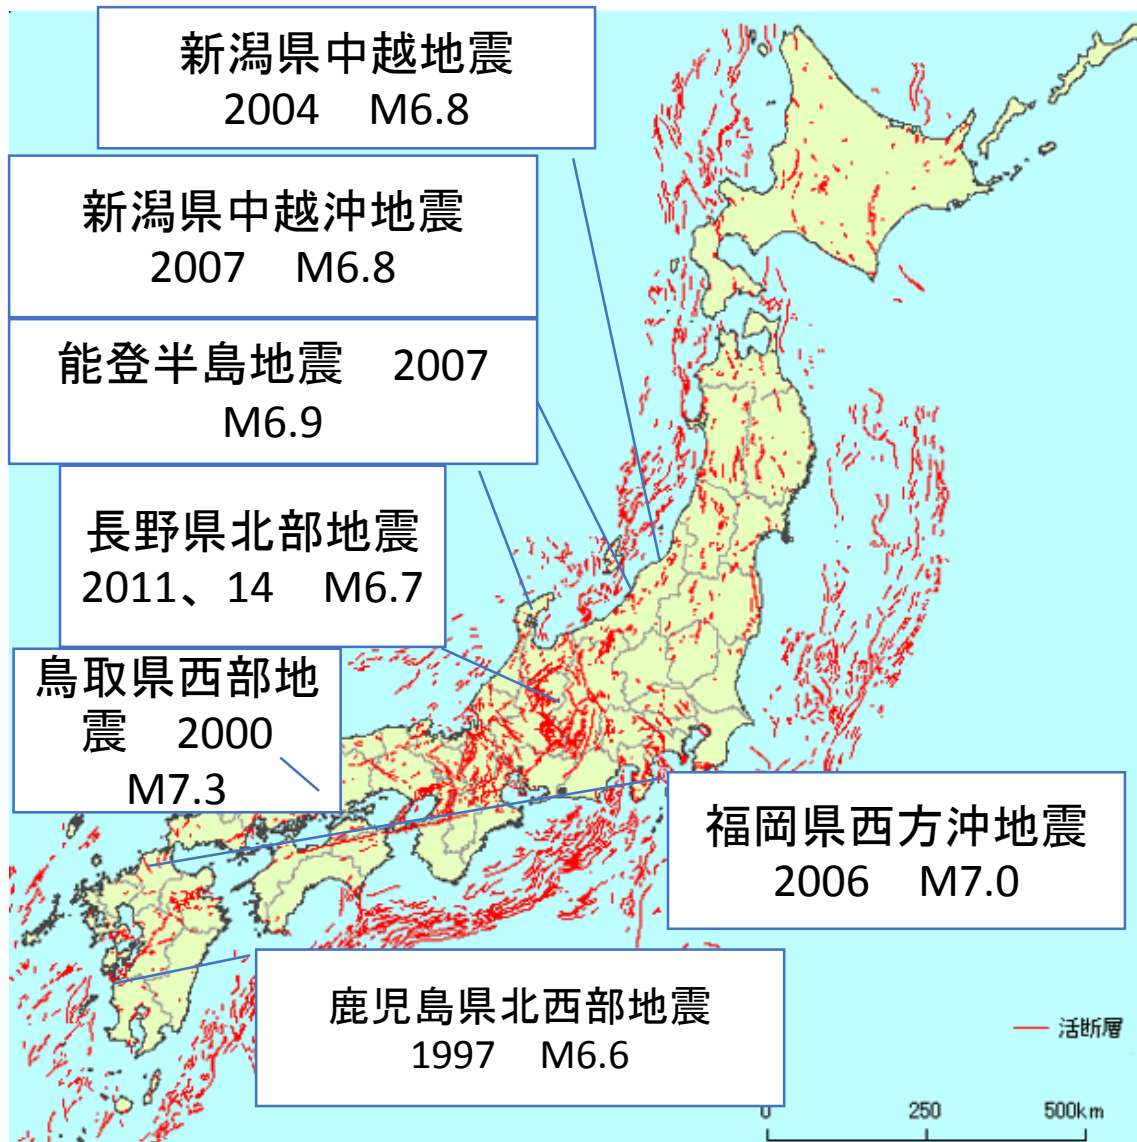 新潟県中越地震
2004　M6.8
新潟県中越沖地震
2007　M6.8
能登半島地震　2007
M6.9
長野県北部地震
2011、14　M6.7
鳥取県西部地
震　2000
M7.3
福岡県西方沖地震
2006　M7.0
鹿児島県北西部地震
1997　M6.6
活断層
0　250　500km